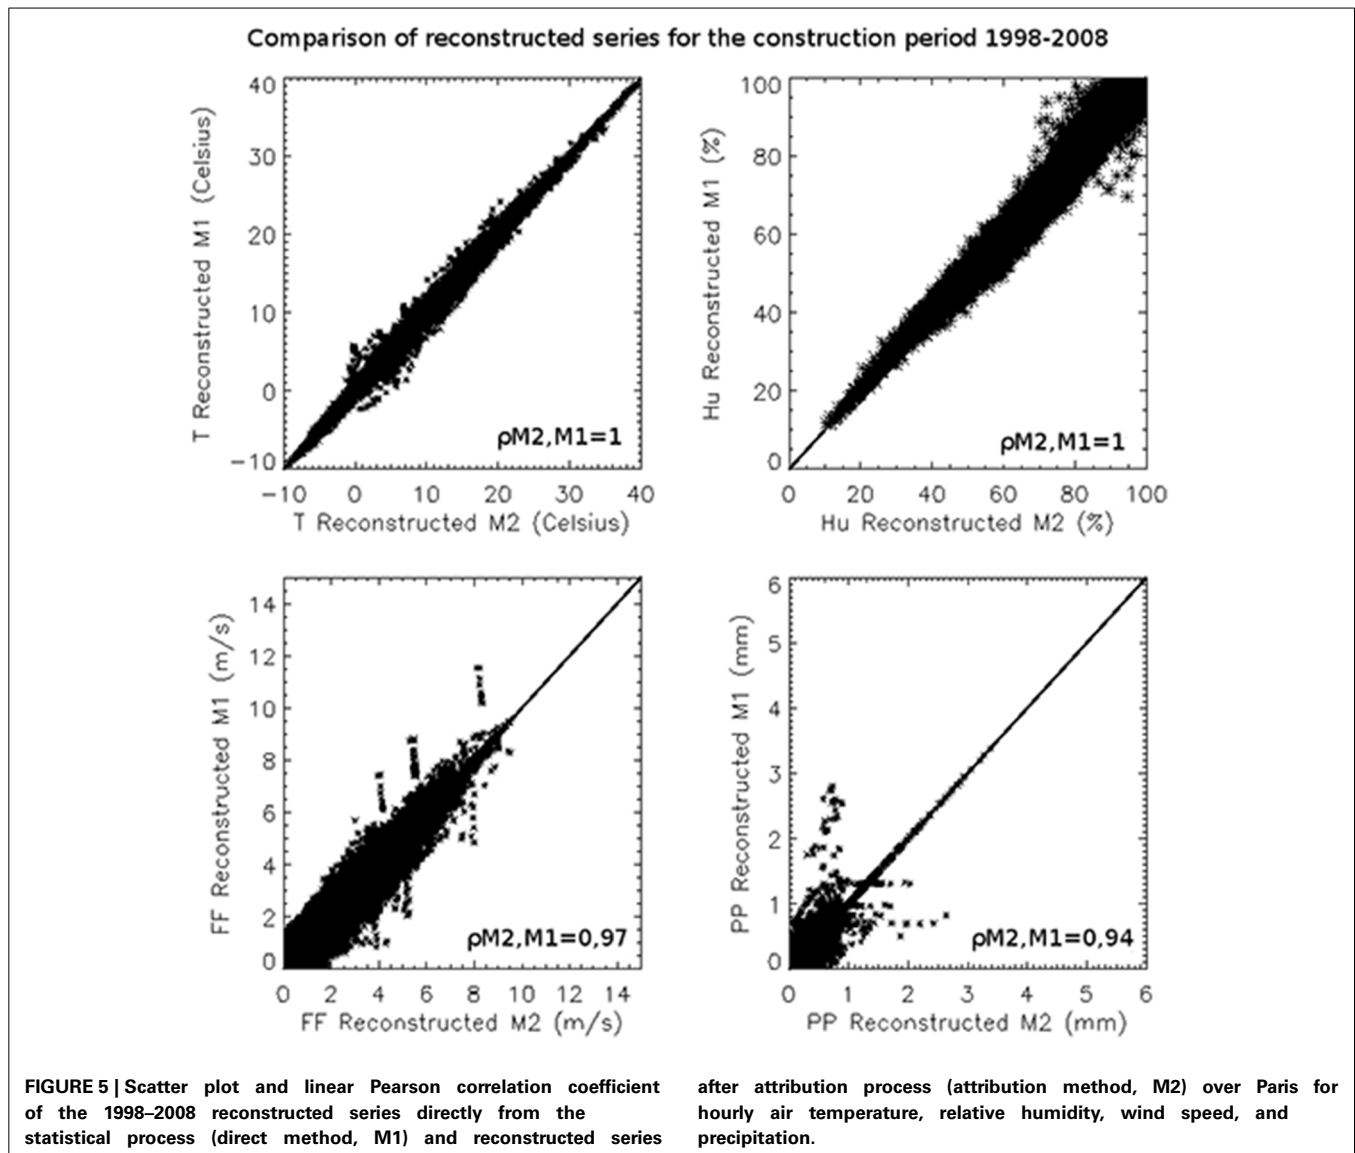 Comparison of reconstructed series for the construction period 1998-2008
40
30
20
10
0
−10
T Reconstructed M1 (Celsius)
ρM2,M1=1
−10 0 10 20 30 40
T Reconstructed M2 (Celsius)
100
80
60
40
20
0
Hu Reconstructed M1 (%)
ρM2,M1=1
0 20 40 60 80 100
Hu Reconstructed M2 (%)
14
12
10
8
6
4
2
0
FF Reconstructed M1 (m/s)
ρM2,M1=0,97
0 2 4 6 8 10 12 14
FF Reconstructed M2 (m/s)
6
5
4
3
2
1
0
PP Reconstructed M1 (mm)
ρM2,M1=0,94
0 1 2 3 4 5 6
PP Reconstructed M2 (mm)
FIGURE 5 | Scatter plot and linear Pearson correlation coefficient
of the 1998–2008 reconstructed series directly from the
statistical process (direct method, M1) and reconstructed series
after attribution process (attribution method, M2) over Paris for
hourly air temperature, relative humidity, wind speed, and
precipitation.